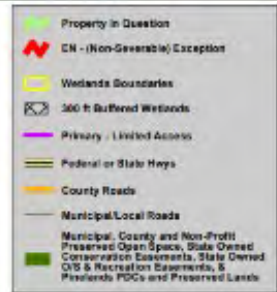 Property In Question
EN - (Non-Severable) Exception
Wetlands Boundaries
300 ft Buffered Wetlands
Primary - Limited Access
Federal or State Hwys
County Roads
Municipal/Local Roads
Municipal, County and Non-Profit
Preserved Open Space, State Owned
Conservation Easements, State Owned
O/S & Recreation Easements, &
Pinelands PDCs and Preserved Lands